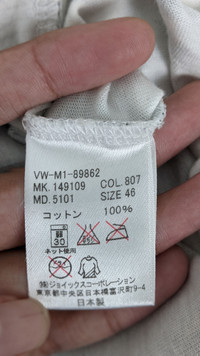 VW-M1-89862
MK. 149109 COL. 807
MD. 5101 SIZE 46
コットン 100%
30
ネット使用
㈱ジョイックスコーポレーション
東京都中央区日本橋富沢町9-4
日本製